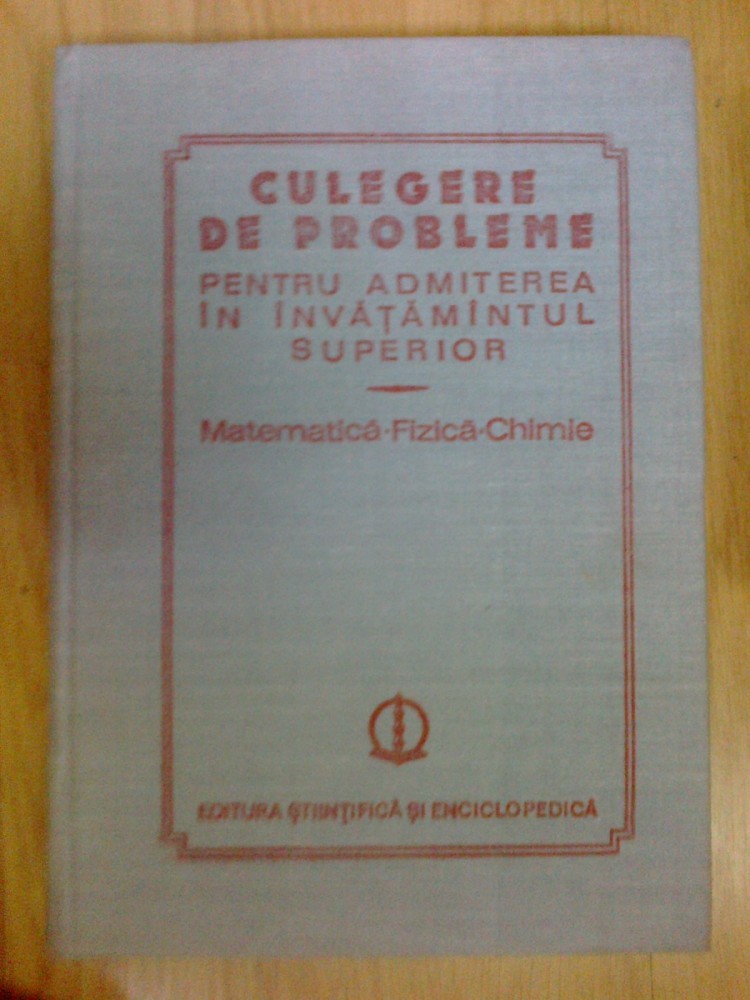 CULEGERE
DE PROBLEME
PENTRU ADMITEREA
ÎN ÎNVĂȚĂMÎNTUL
SUPERIOR
Matematică·Fizică·Chimie
EDITURA ȘTIINȚIFICĂ ȘI ENCICLOPEDICĂ